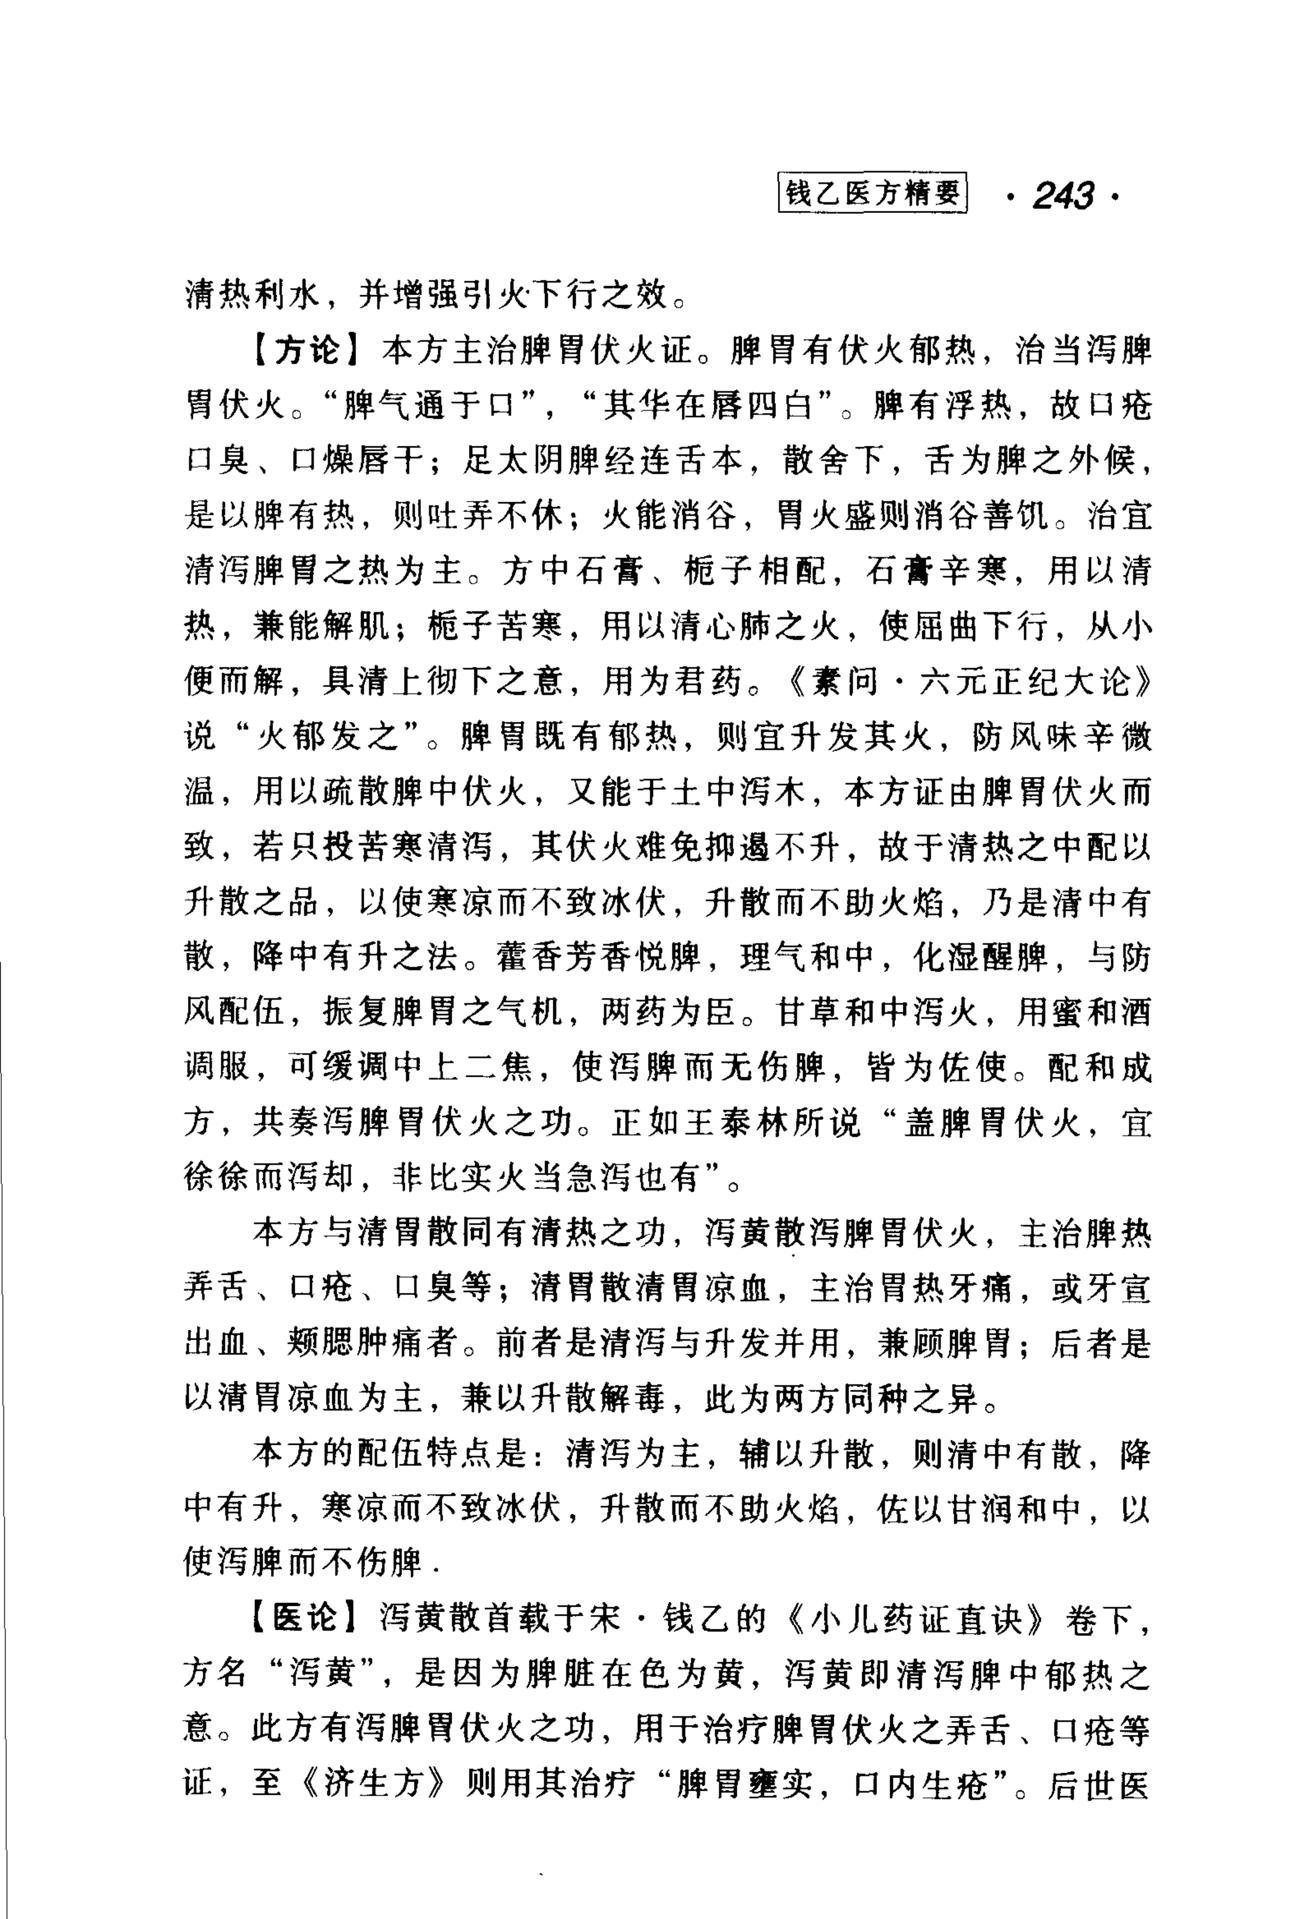 钱乙医方精要 · 243 ·
清热利水，并增强引火下行之效。
【方论】本方主治脾胃伏火证。脾胃有伏火郁热，治当泻脾
胃伏火。“脾气通于口”，“其华在唇四白”。脾有浮热，故口疮
口臭、口燥唇干；足太阴脾经连舌本，散舍下，舌为脾之外候，
是以脾有热，则吐弄不休；火能消谷，胃火盛则消谷善饥。治宜
清泻脾胃之热为主。方中石膏、栀子相配，石膏辛寒，用以清
热，兼能解肌；栀子苦寒，用以清心肺之火，使屈曲下行，从小
便而解，具清上彻下之意，用为君药。《素问·六元正纪大论》
说“火郁发之”。脾胃既有郁热，则宜升发其火，防风味辛微
温，用以疏散脾中伏火，又能于土中泻木，本方证由脾胃伏火而
致，若只投苦寒清泻，其伏火难免抑遏不升，故于清热之中配以
升散之品，以使寒凉而不致冰伏，升散而不助火焰，乃是清中有
散，降中有升之法。藿香芳香悦脾，理气和中，化湿醒脾，与防
风配伍，振复脾胃之气机，两药为臣。甘草和中泻火，用蜜和酒
调服，可缓调中上二焦，使泻脾而无伤脾，皆为佐使。配和成
方，共奏泻脾胃伏火之功。正如王泰林所说“盖脾胃伏火，宜
徐徐而泻却，非比实火当急泻也有”。
本方与清胃散同有清热之功，泻黄散泻脾胃伏火，主治脾热
弄舌、口疮、口臭等；清胃散清胃凉血，主治胃热牙痛，或牙宣
出血、颊腮肿痛者。前者是清泻与升发并用，兼顾脾胃；后者是
以清胃凉血为主，兼以升散解毒，此为两方同种之异。
本方的配伍特点是：清泻为主，辅以升散，则清中有散，降
中有升，寒凉而不致冰伏，升散而不助火焰，佐以甘润和中，以
使泻脾而不伤脾．
【医论】泻黄散首载于宋·钱乙的《小儿药证直诀》卷下，
方名“泻黄”，是因为脾脏在色为黄，泻黄即清泻脾中郁热之
意。此方有泻脾胃伏火之功，用于治疗脾胃伏火之弄舌、口疮等
证，至《济生方》则用其治疗“脾胃壅实，口内生疮”。后世医